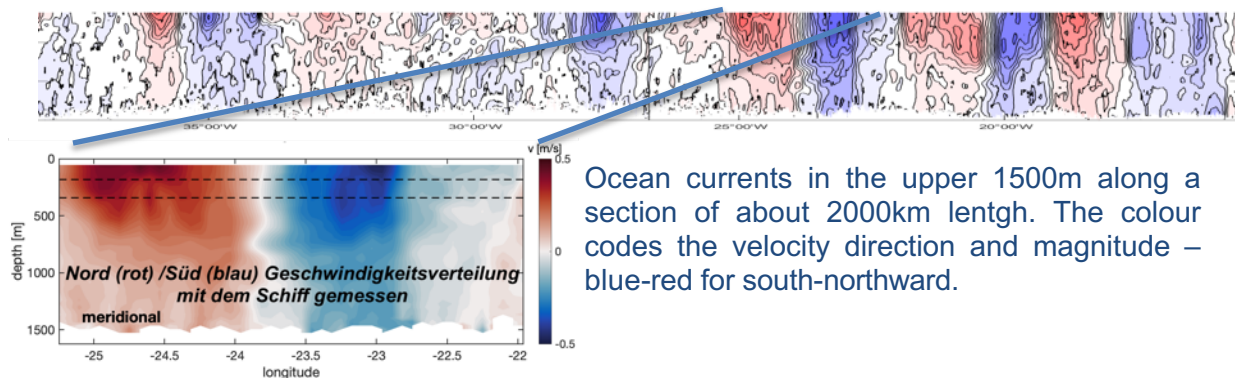 35°00'W 30°00'W 25°00'W 20°00'W
v [m/s]
0 0.5
500
depth [m]
0
1000
Nord (rot) /Süd (blau) Geschwindigkeitsverteilung
mit dem Schiff gemessen
meridional
1500 -0.5
-25 -24.5 -24 -23.5 -23 -22.5 -22
longitude
Ocean currents in the upper 1500m along a
section of about 2000km lentgh. The colour
codes the velocity direction and magnitude –
blue-red for south-northward.